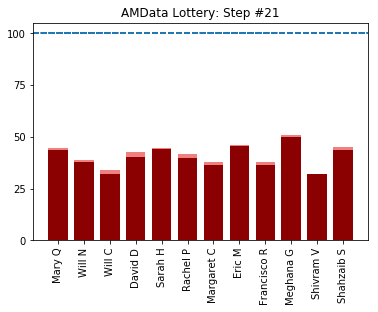 AMData Lottery: Step #21
100
75
50
25
0
Mary Q
Will N
Will C
David D
Sarah H
Rachel P
Margaret C
Eric M
Francisco R
Meghana G
Shivram V
Shahzaib S